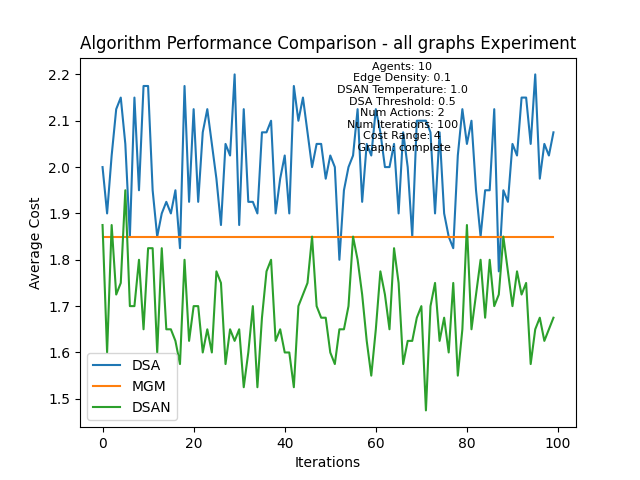 Algorithm Performance Comparison - all graphs Experiment
Agents: 10
Edge Density: 0.1
DSAN Temperature: 1.0
DSA Threshold: 0.5
Num Actions: 2
Num Iterations: 100
Cost Range: 4
Graph: complete
2.2
2.1
2.0
1.9
1.8
1.7
1.6
1.5
Average Cost
DSA
MGM
DSAN
0 20 40 60 80 100
Iterations